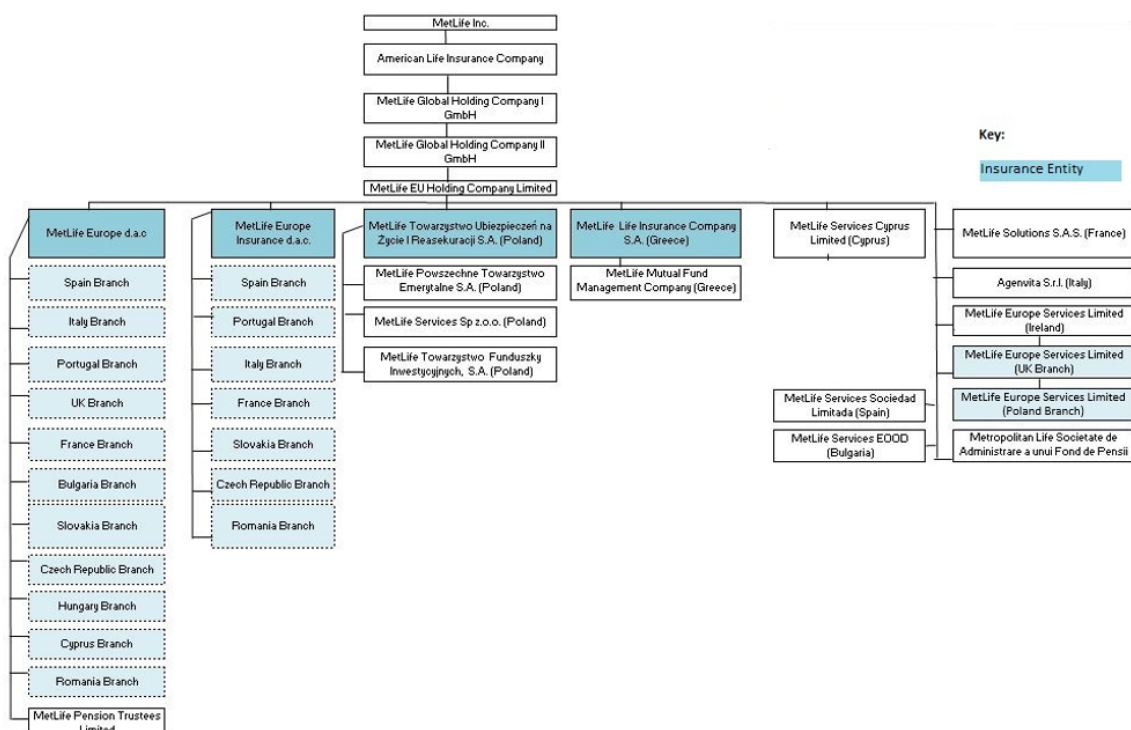 MetLife Inc.
American Life Insurance Company
MetLife Global Holding Company I
GmbH
MetLife Global Holding Company II
GmbH
MetLife EU Holding Company Limited
Key:
Insurance Entity
MetLife Europe d.a.c
Spain Branch
Italy Branch
Portugal Branch
UK Branch
France Branch
Bulgaria Branch
Slovakia Branch
Czech Republic Branch
Hungary Branch
Cyprus Branch
Romania Branch
MetLife Pension Trustees
Limited
MetLife Europe
Insurance d.a.c.
Spain Branch
Portugal Branch
Italy Branch
France Branch
Slovakia Branch
Czech Republic Branch
Romania Branch
MetLife Towarzystwo Ubiezpieczeń na
Życie I Reasekuracji S.A. (Poland)
MetLife Powszechne Towarzystwo
Emerytalne S.A. (Poland)
MetLife Services Sp z.o.o. (Poland)
MetLife Towarzystwo Funduszky
Inwestycyjnych, S.A. (Poland)
MetLife Life Insurance Company
S.A. (Greece)
MetLife Mutual Fund
Management Company (Greece)
MetLife Services Cyprus
Limited (Cyprus)
MetLife Services Sociedad
Limitada (Spain)
MetLife Services EOOD
(Bulgaria)
MetLife Solutions S.A.S. (France)
Agenvita S.r.l. (Italy)
MetLife Europe Services Limited
(Ireland)
MetLife Europe Services Limited
(UK Branch)
MetLife Europe Services Limited
(Poland Branch)
Metropolitan Life Societate de
Administrare a unui Fond de Pensii